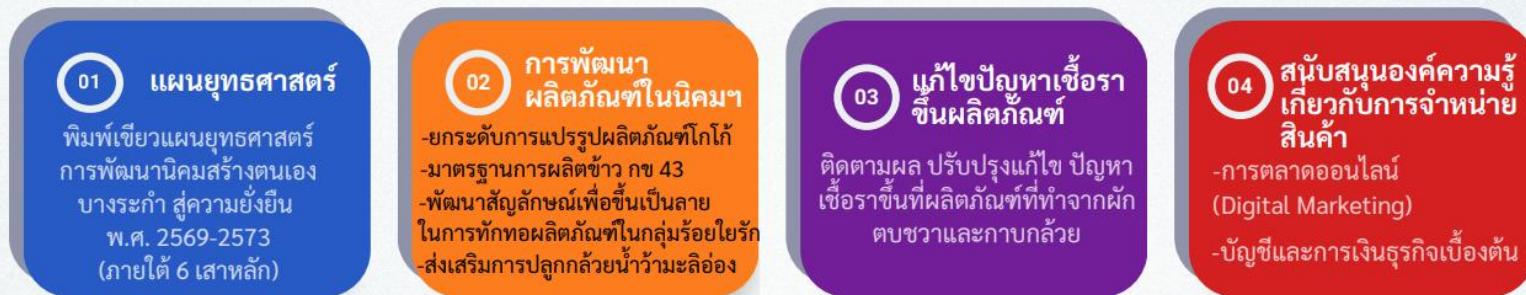 01
แผนยุทธศาสตร์
พิมพ์เขียวแผนยุทธศาสตร์
การพัฒนานิคมสร้างตนเอง
บางระกำ สู่ความยั่งยืน
พ.ศ. 2569-2573
(ภายใต้ 6 เสาหลัก)
02
การพัฒนา
ผลิตภัณฑ์ในนิคมฯ
-ยกระดับการแปรรูปผลิตภัณฑ์โกโก้
-มาตรฐานการผลิตข้าว กข 43
-พัฒนาสัญลักษณ์เพื่อขึ้นเป็นลาย
ในการทักทอผลิตภัณฑ์ในกลุ่มร้อยใยรัก
-ส่งเสริมการปลูกกล้วยน้ำว้ามะลิอ่อง
03
แก้ไขปัญหาเชื้อรา
ขึ้นผลิตภัณฑ์
ติดตามผล ปรับปรุงแก้ไข ปัญหา
เชื้อราขึ้นที่ผลิตภัณฑ์ที่ทำจากผัก
ตบชวาและกาบกล้วย
04
สนับสนุนองค์ความรู้
เกี่ยวกับการจำหน่าย
สินค้า
-การตลาดออนไลน์
(Digital Marketing)
-บัญชีและการเงินธุรกิจเบื้องต้น